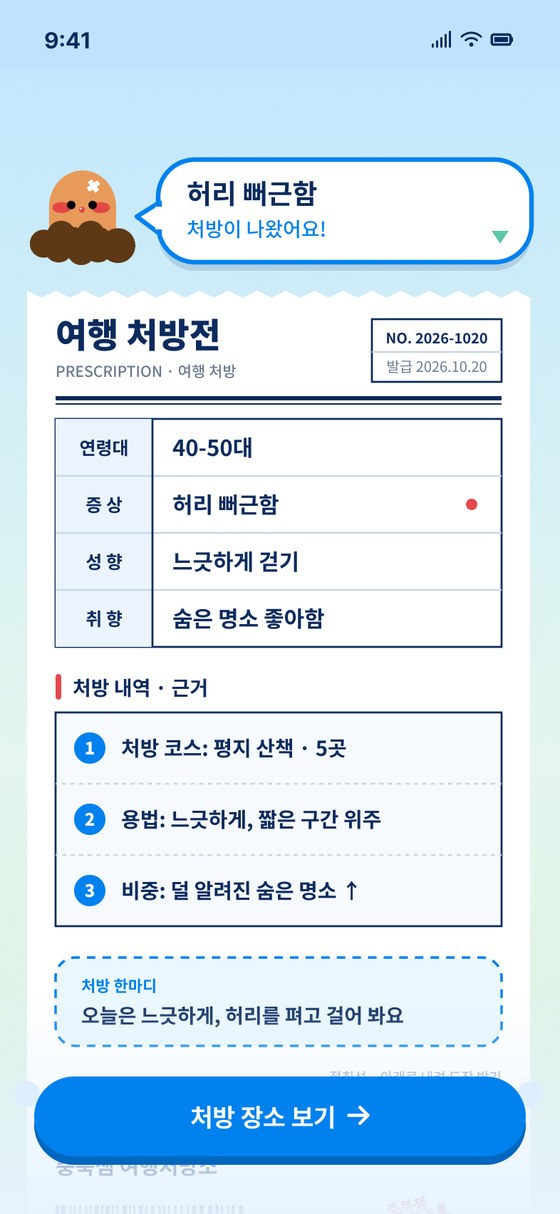 9:41
허리 뻐근함
처방이 나왔어요!
여행 처방전
PRESCRIPTION · 여행 처방
NO. 2026-1020
발급 2026.10.20
연령대 40-50대
증 상 허리 뻐근함
성 향 느긋하게 걷기
취 향 숨은 명소 좋아함
처방 내역 · 근거
1 처방 코스: 평지 산책 · 5곳
2 용법: 느긋하게, 짧은 구간 위주
3 비중: 덜 알려진 숨은 명소 ↑
처방 한마디
오늘은 느긋하게, 허리를 펴고 걸어 봐요
처방 장소 보기 →